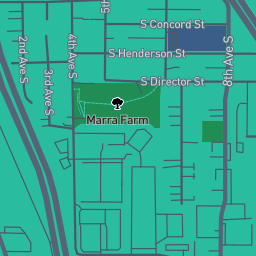 S Concord St
S Henderson St
S Director St
2nd Ave S
3rd Ave S
4th Ave S
5th
8th Ave S
Marra Farm